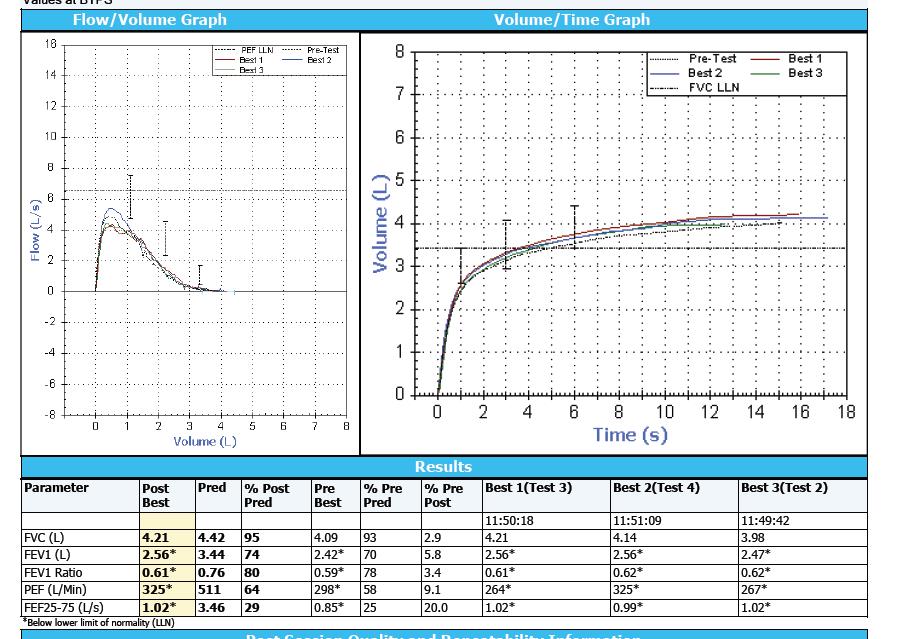 Values at BTPS
Flow/Volume Graph
Volume/Time Graph
18
16
14
12
10
8
6
4
2
0
-2
-4
-6
-8
0 1 2 3 4 5 6 7 8
Flow (L/s)
Volume (L)
PEF LLN Pre-Test
Best 1 Best 2
Best 3
8
7
6
5
4
3
2
1
0
0 2 4 6 8 10 12 14 16 18
Volume (L)
Time (s)
Pre-Test Best 1
Best 2 Best 3
FVC LLN
Results
Parameter Post Best Pred % Post Pred Pre Best % Pre Pred % Pre Post Best 1(Test 3) Best 2(Test 4) Best 3(Test 2)
11:50:18 11:51:09 11:49:42
FVC (L) 4.21 4.42 95 4.09 93 2.9 4.21 4.14 3.98
FEV1 (L) 2.56* 3.44 74 2.42* 70 5.8 2.56* 2.56* 2.47*
FEV1 Ratio 0.61* 0.76 80 0.59* 78 3.4 0.61* 0.62* 0.62*
PEF (L/Min) 325* 511 64 298* 58 9.1 264* 325* 267*
FEF25-75 (L/s) 1.02* 3.46 29 0.85* 25 20.0 1.02* 0.99* 1.02*
*Below lower limit of normality (LLN)
Post Session Quality and Repeatability Information